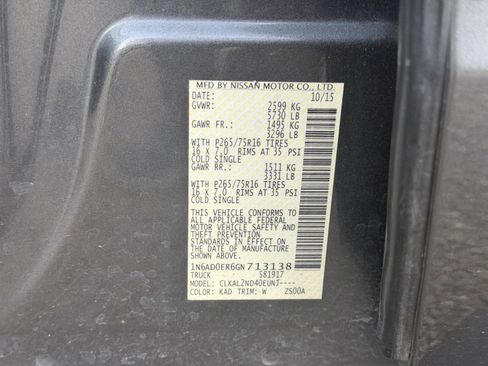 MFD BY NISSAN MOTOR CO., LTD.
DATE: 10/15
GVWR: 2599 KG
5730 LB
GAWR FR.: 1495 KG
3296 LB
WITH P265/75R16 TIRES
16 X 7.0 RIMS AT 35 PSI
COLD SINGLE
GAWR RR.: 1511 KG
3331 LB
WITH P265/75R16 TIRES
16 X 7.0 RIMS AT 35 PSI
COLD SINGLE
THIS VEHICLE CONFORMS TO
ALL APPLICABLE FEDERAL
MOTOR VEHICLE SAFETY AND
THEFT PREVENTION
STANDARDS IN EFFECT ON
THE DATE OF MANUFACTURE
SHOWN ABOVE.
1N6AD0ER6GN713138
TRUCK 581917
MODEL: CLKALZND40EUNJ----
COLOR: KAD TRIM: W ZS00A